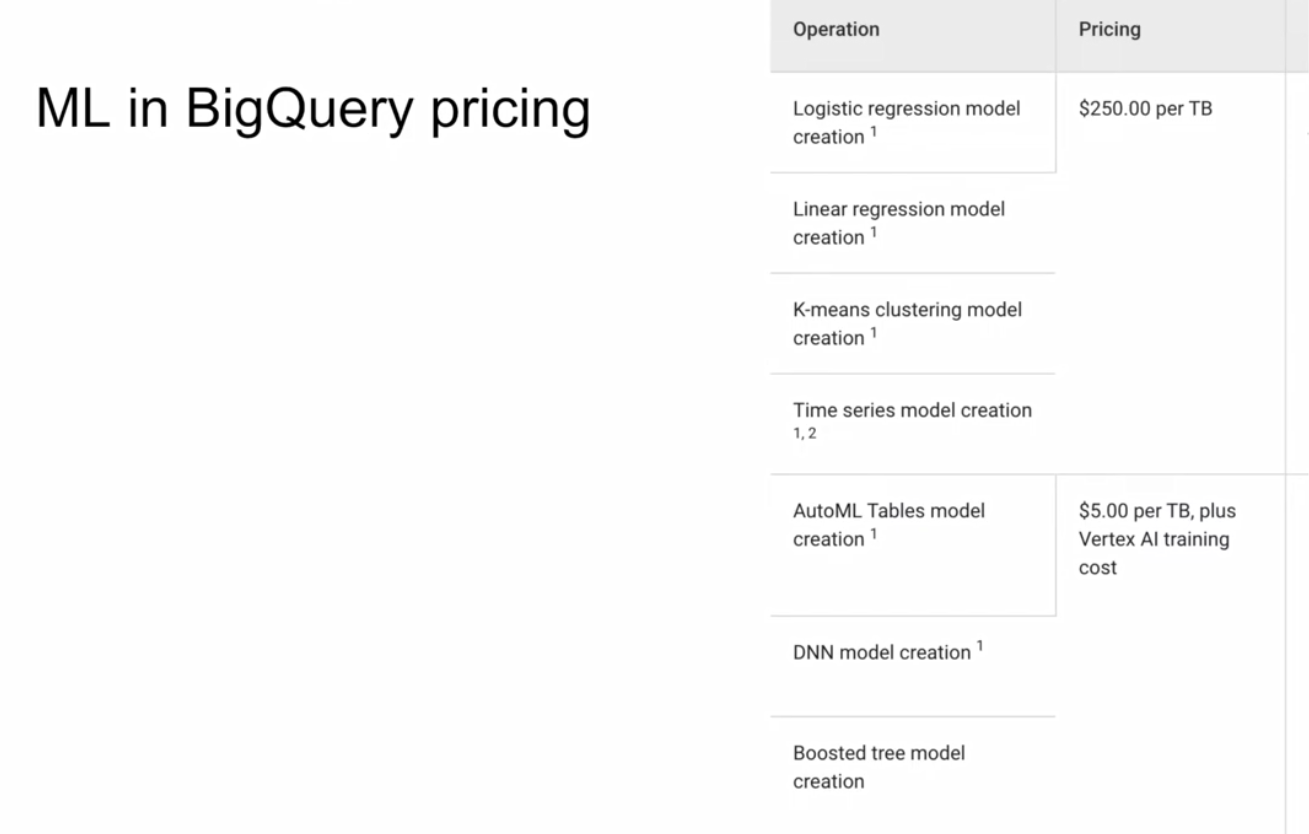 ML in BigQuery pricing
Operation
Pricing
Logistic regression model
creation 1
$250.00 per TB
Linear regression model
creation 1
K-means clustering model
creation 1
Time series model creation
1, 2
AutoML Tables model
creation 1
$5.00 per TB, plus
Vertex AI training
cost
DNN model creation 1
Boosted tree model
creation